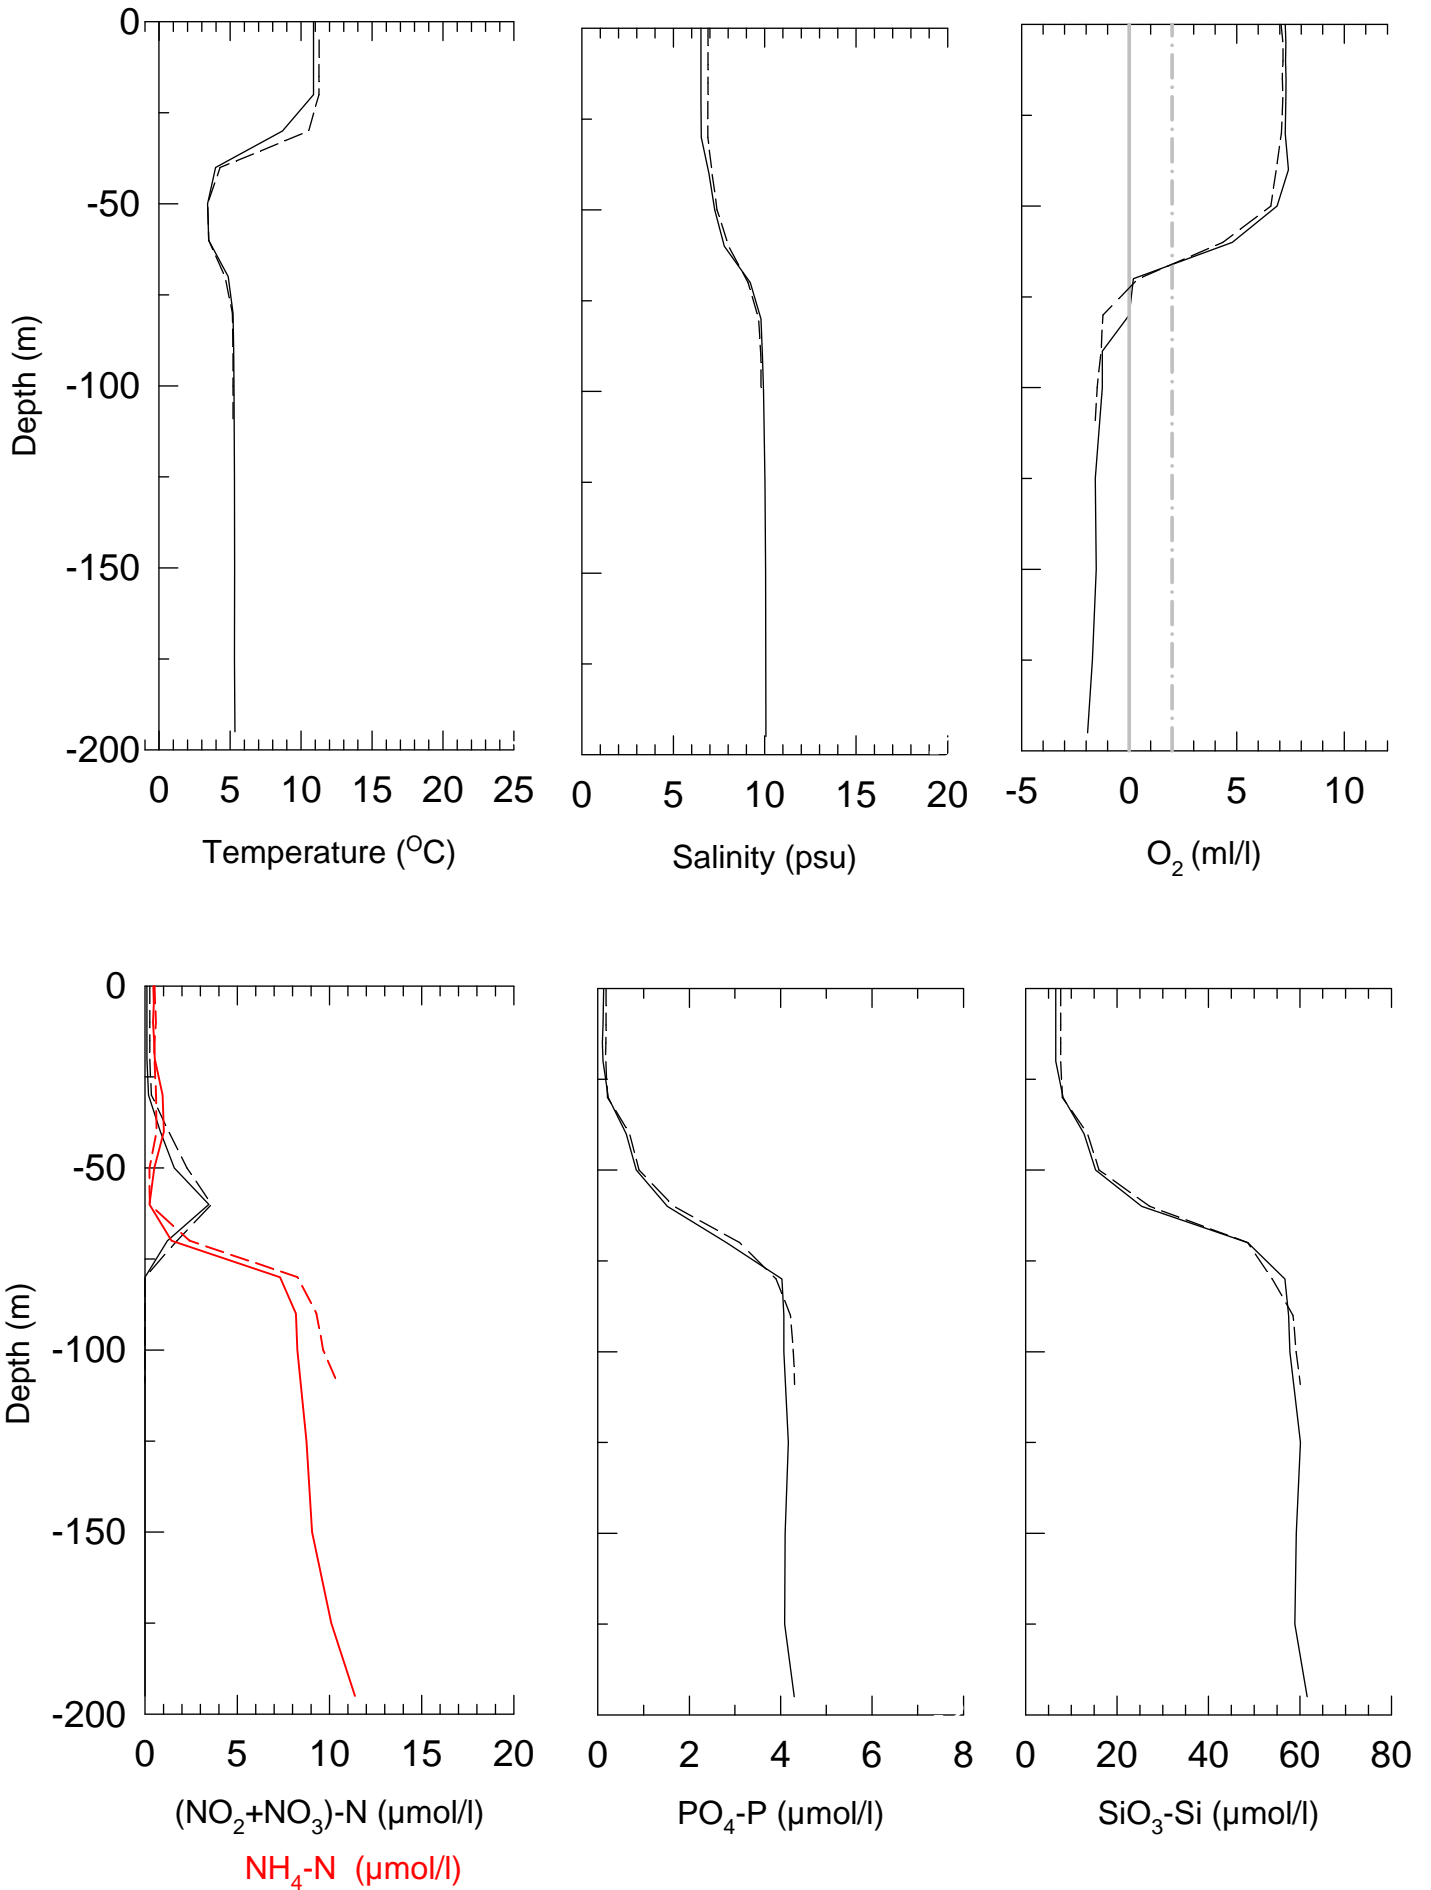 0
-50
-100
-150
-200
Depth (m)
0 5 10 15 20 25
Temperature (OC)
0 5 10 15 20
Salinity (psu)
-5 0 5 10
O2 (ml/l)
0
-50
-100
-150
-200
Depth (m)
0 5 10 15 20
(NO2+NO3)-N (µmol/l)
NH4-N (µmol/l)
0 2 4 6 8
PO4-P (µmol/l)
0 20 40 60 80
SiO3-Si (µmol/l)